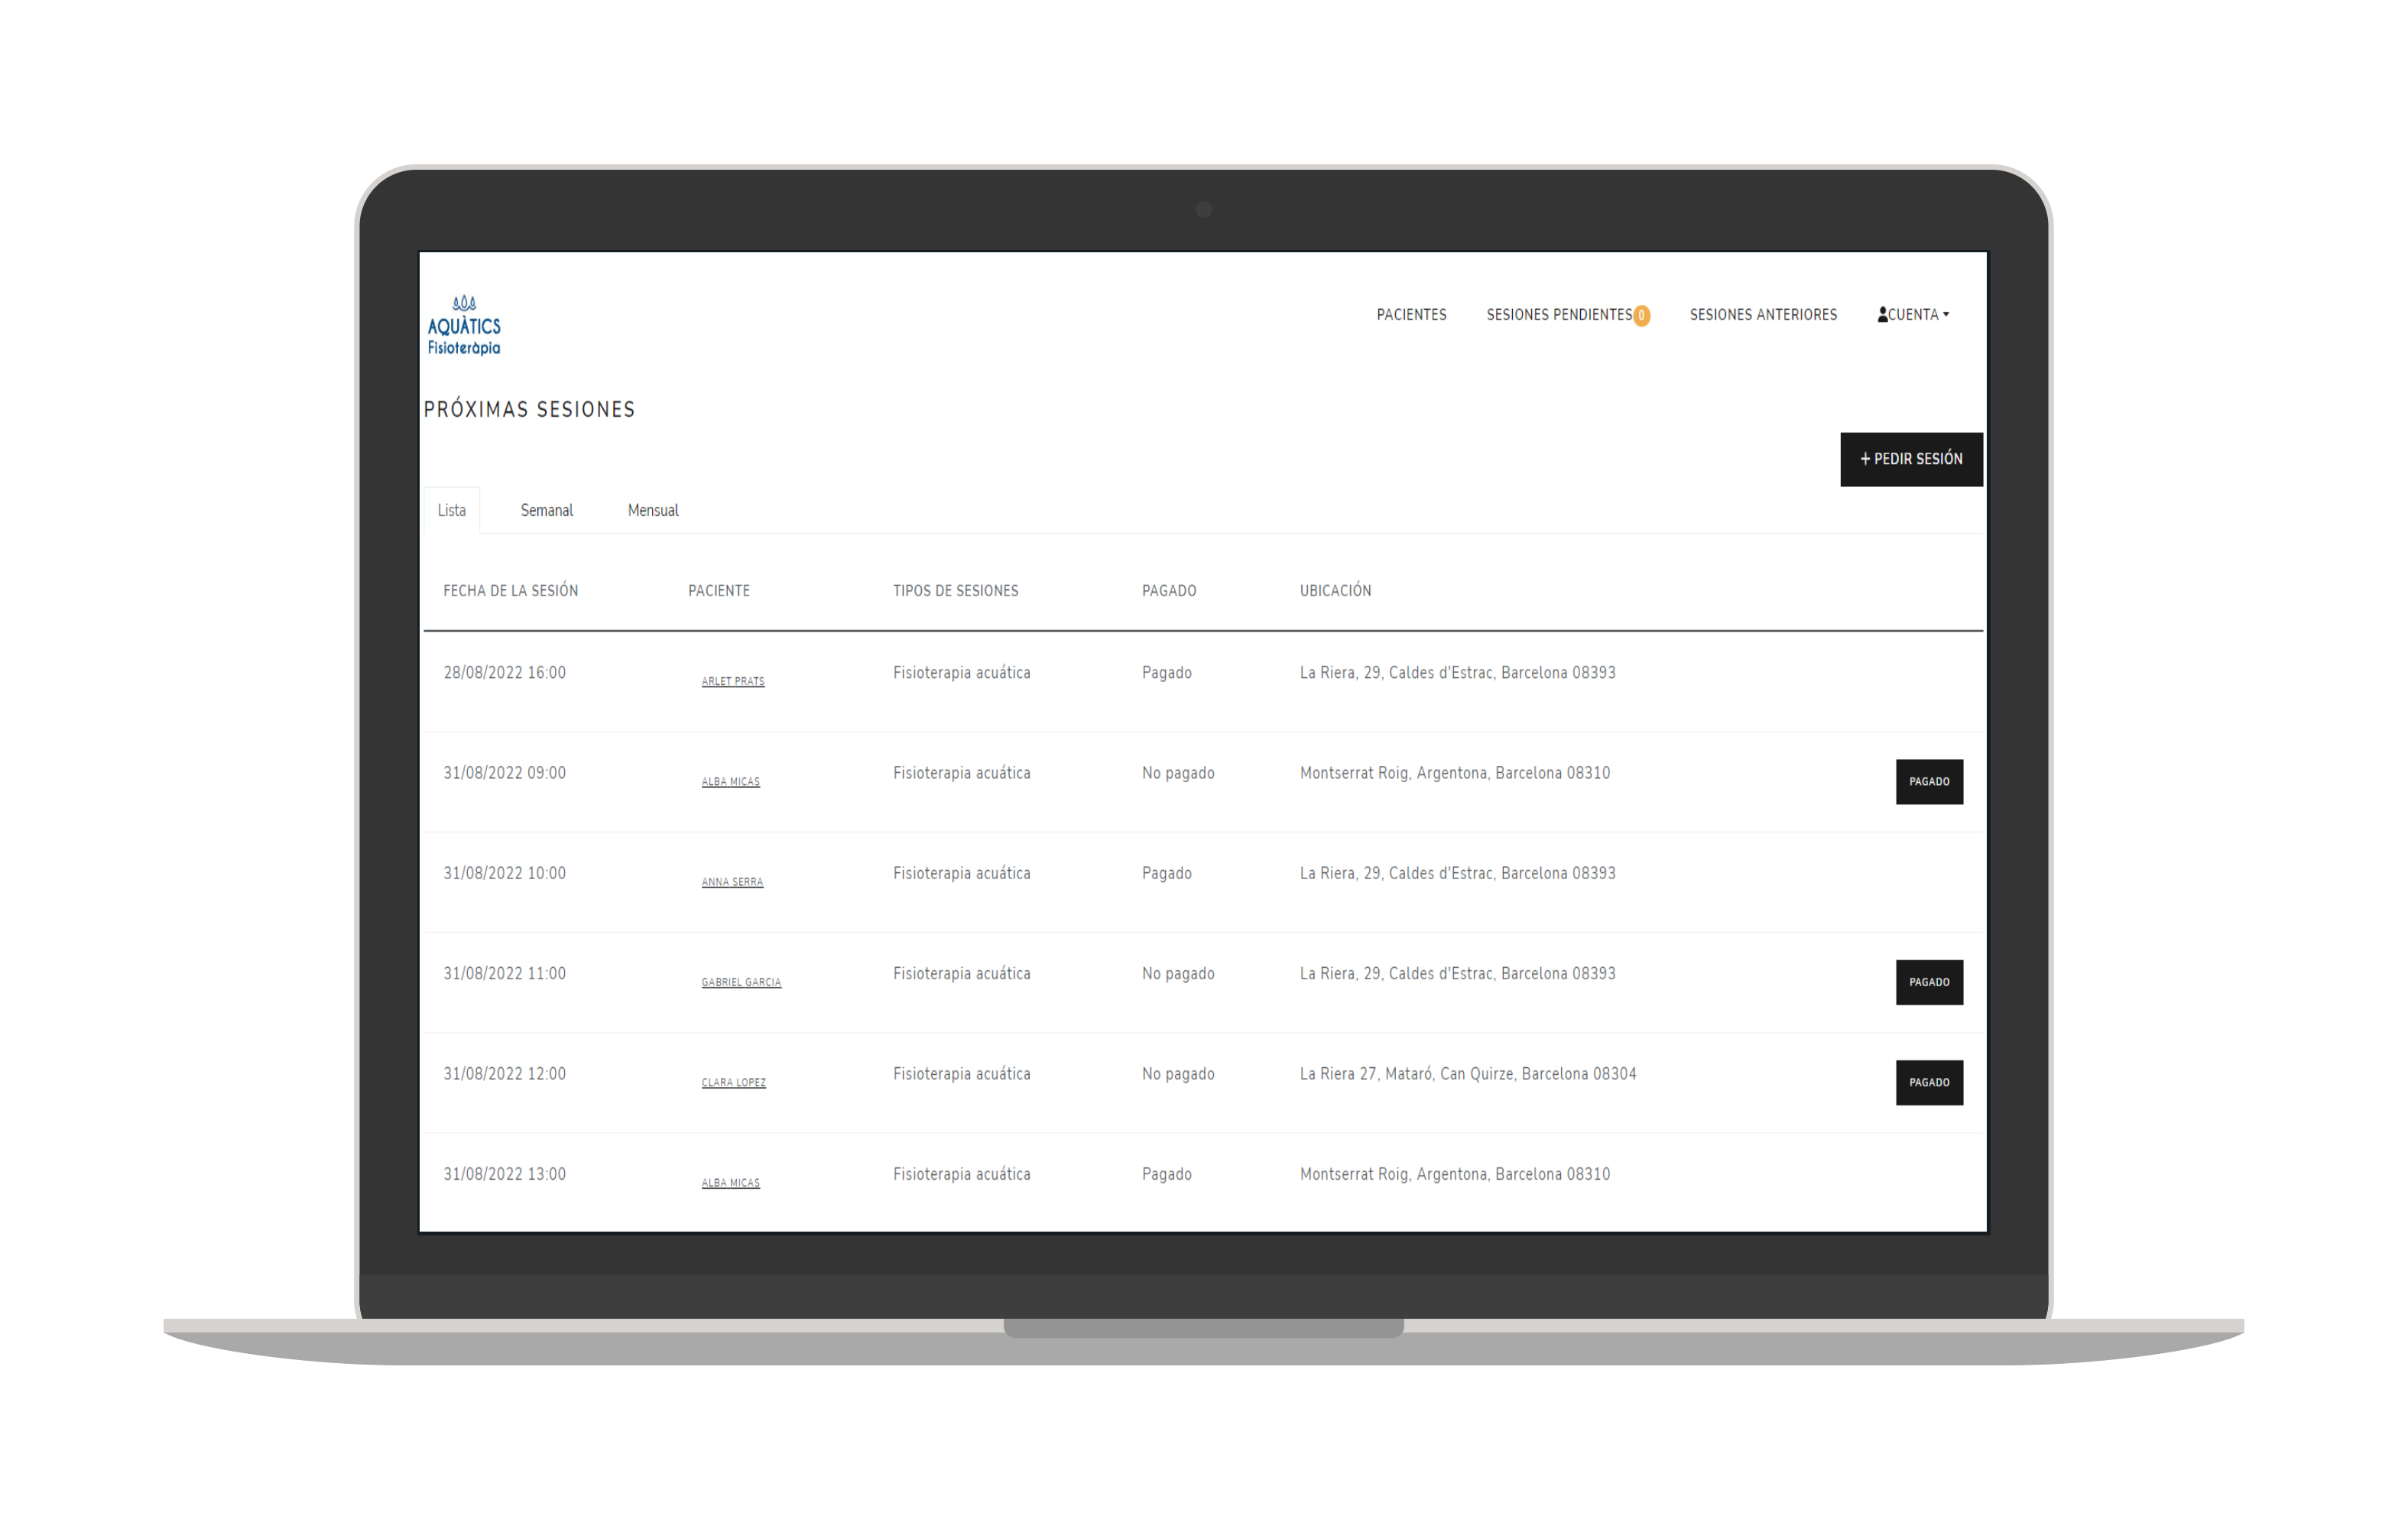 AQUÀTICS
Fisioteràpia
PACIENTES SESIONES PENDIENTES 0 SESIONES ANTERIORES CUENTA
PRÓXIMAS SESIONES
+ PEDIR SESIÓN
Lista Semanal Mensual
FECHA DE LA SESIÓN PACIENTE TIPOS DE SESIONES PAGADO UBICACIÓN
28/08/2022 16:00 ARLET PRATS Fisioterapia acuática Pagado La Riera, 29, Caldes d'Estrac, Barcelona 08393
31/08/2022 09:00 ALBA MICAS Fisioterapia acuática No pagado Montserrat Roig, Argentona, Barcelona 08310 PAGADO
31/08/2022 10:00 ANNA SERRA Fisioterapia acuática Pagado La Riera, 29, Caldes d'Estrac, Barcelona 08393
31/08/2022 11:00 GABRIEL GARCIA Fisioterapia acuática No pagado La Riera, 29, Caldes d'Estrac, Barcelona 08393 PAGADO
31/08/2022 12:00 CLARA LOPEZ Fisioterapia acuática No pagado La Riera 27, Mataró, Can Quirze, Barcelona 08304 PAGADO
31/08/2022 13:00 ALBA MICAS Fisioterapia acuática Pagado Montserrat Roig, Argentona, Barcelona 08310